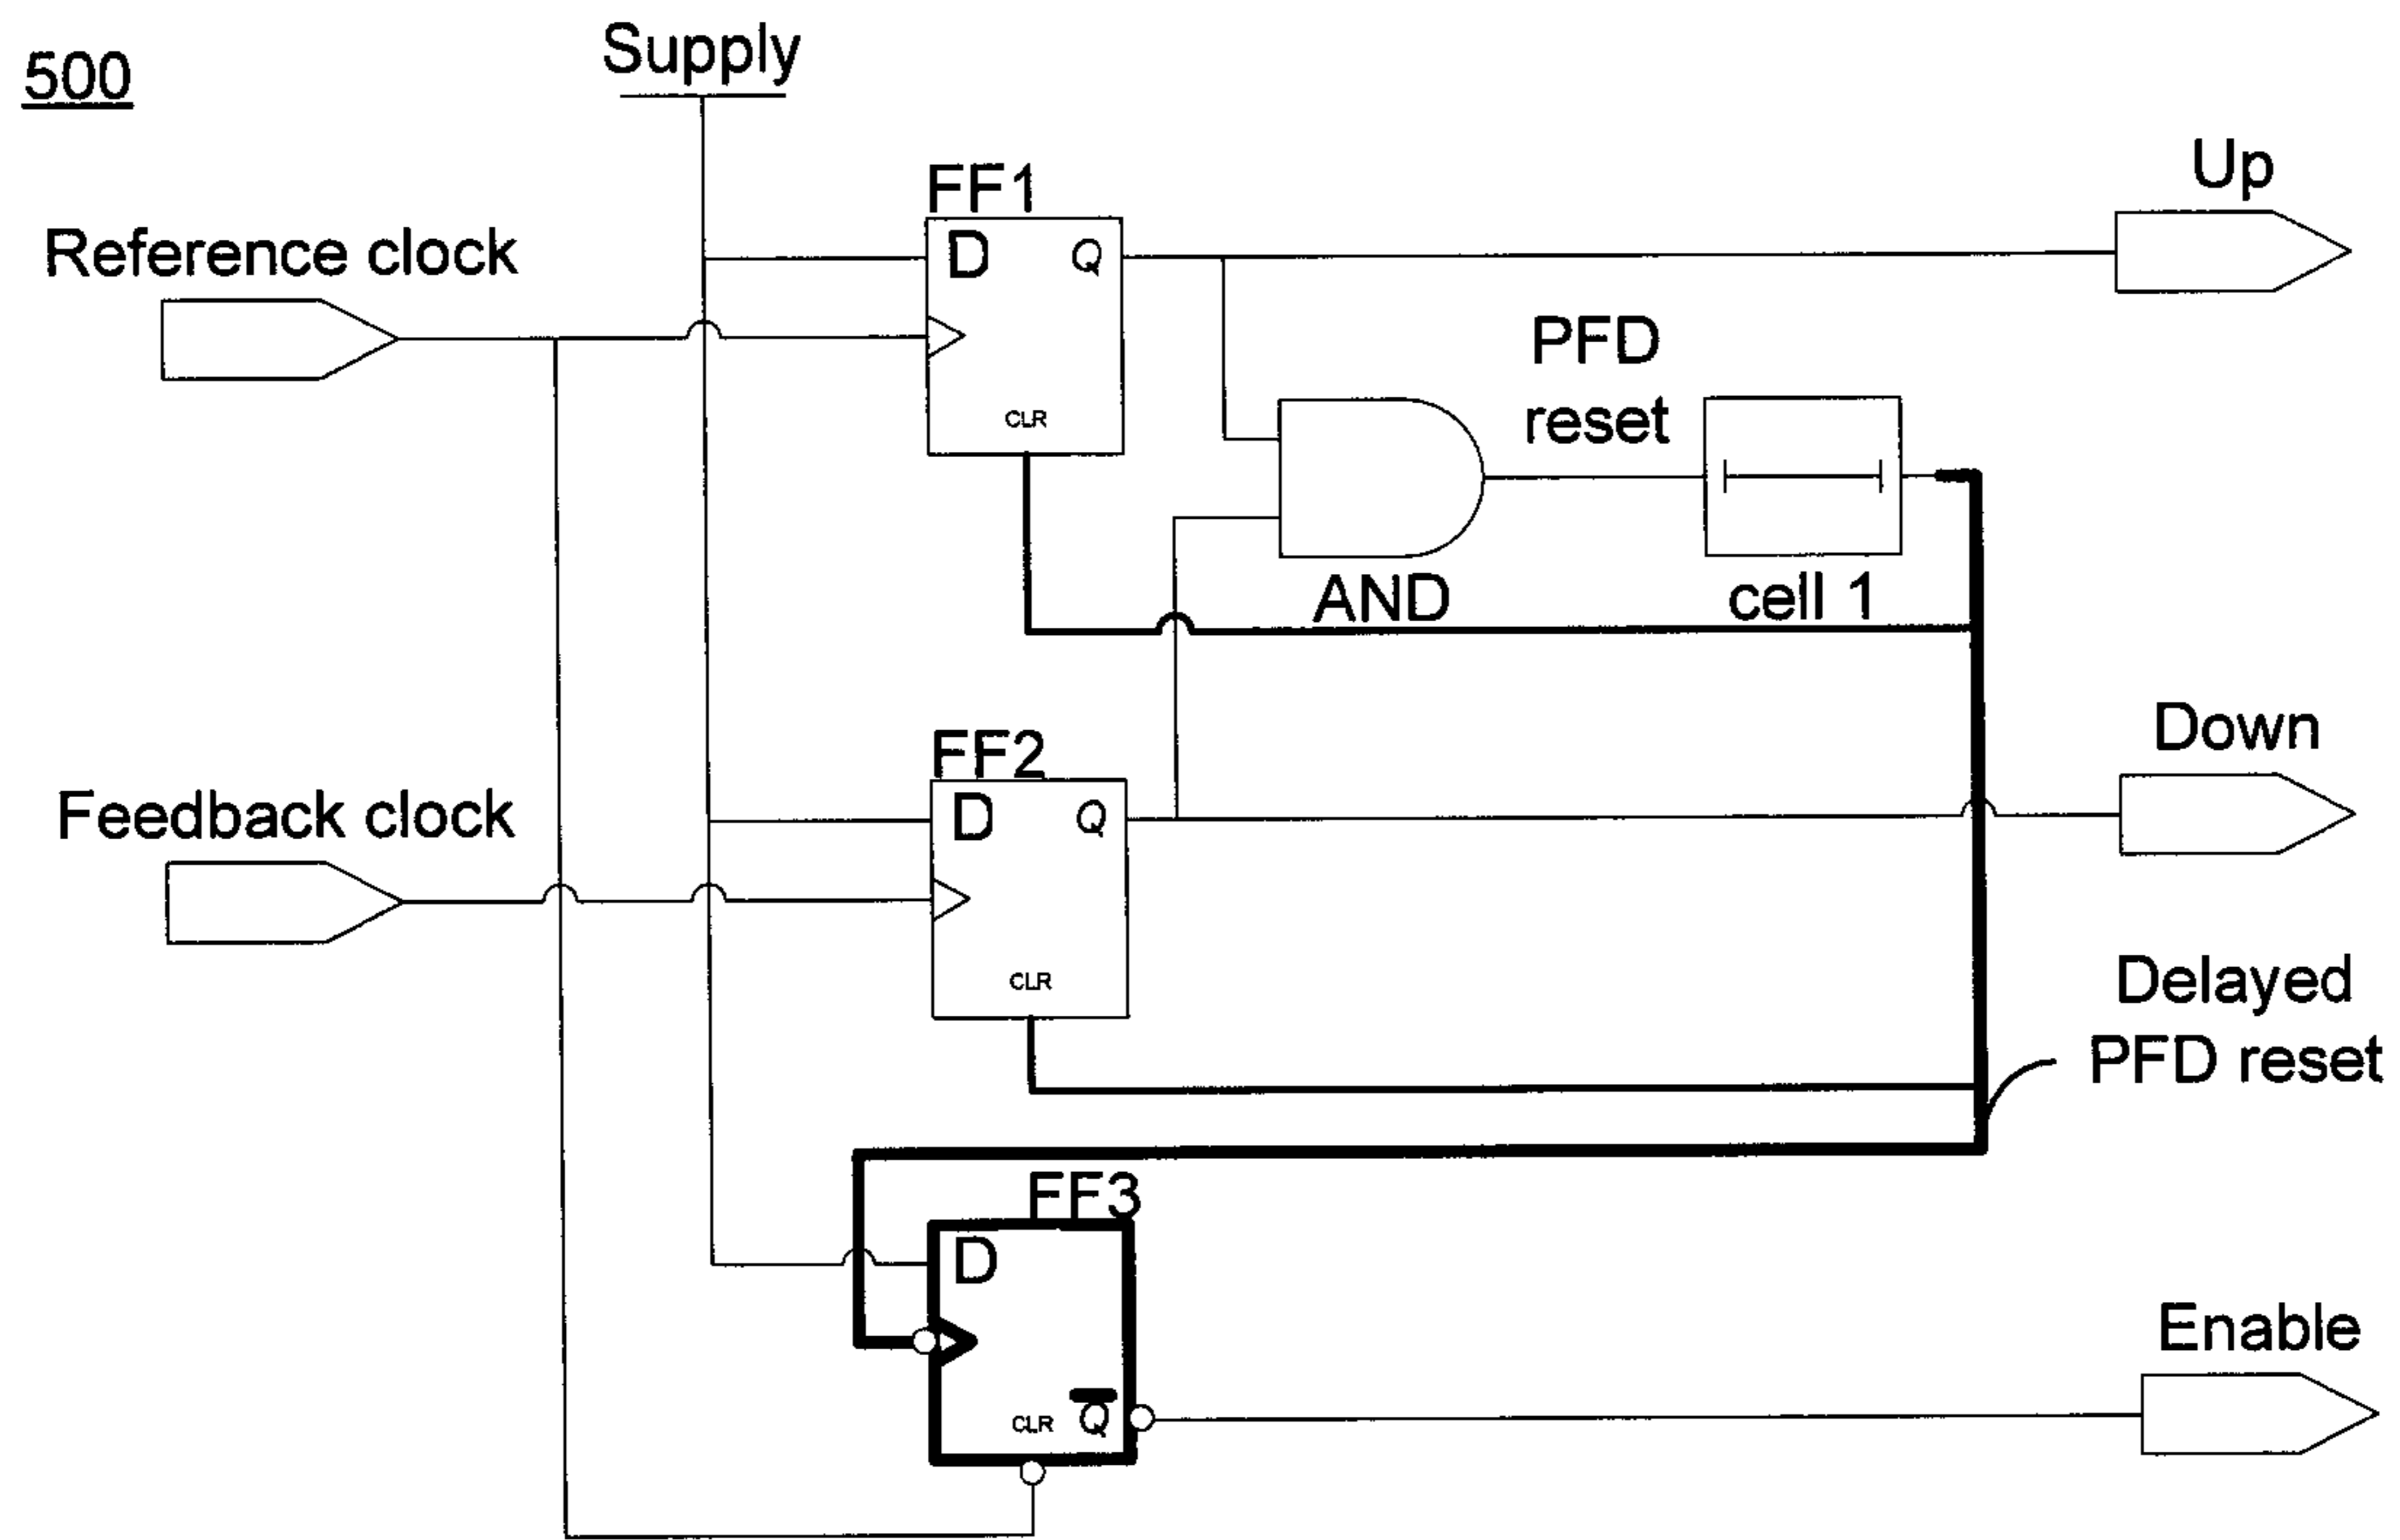 500
Supply
Reference clock
FF1
D
Q
CLR
Up
PFD
reset
AND
cell 1
Feedback clock
FF2
D
Q
CLR
Down
Delayed
PFD reset
FF3
D
CLR
Q̅
Enable